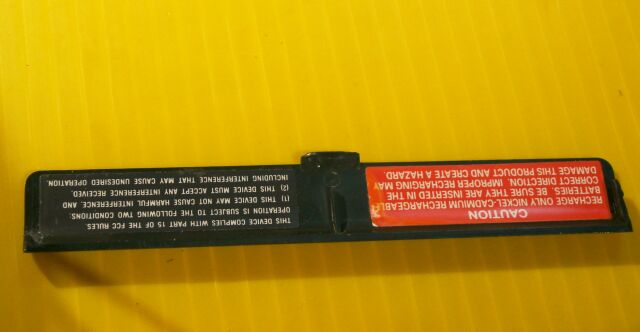 CAUTION
RECHARGE ONLY NICKEL-CADMIUM RECHARGEABLE
BATTERIES. BE SURE THEY ARE INSERTED IN THE
CORRECT DIRECTION. IMPROPER RECHARGING MAY
DAMAGE THIS PRODUCT AND CREATE A HAZARD.
THIS DEVICE COMPLIES WITH PART 15 OF THE FCC RULES.
OPERATION IS SUBJECT TO THE FOLLOWING TWO CONDITIONS.
(1) THIS DEVICE MAY NOT CAUSE HARMFUL INTERFERENCE, AND
(2) THIS DEVICE MUST ACCEPT ANY INTERFERENCE RECEIVED,
INCLUDING INTERFERENCE THAT MAY CAUSE UNDESIRED OPERATION.